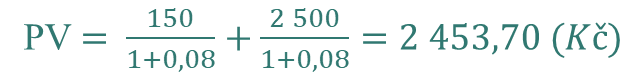 PV = 150/1+0,08 + 2 500/1+0,08 = 2 453,70 (Kč)